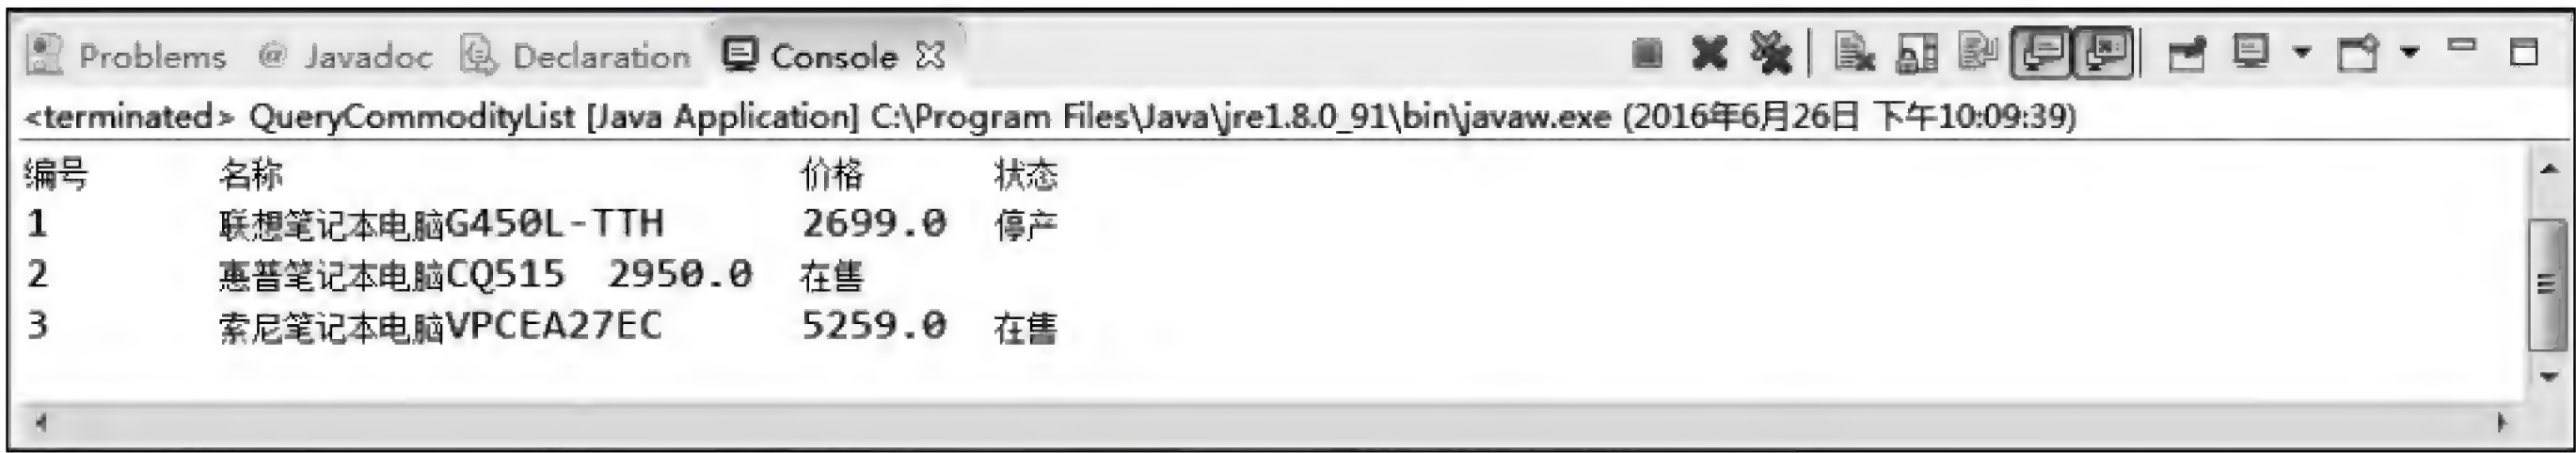 Problems @ Javadoc Declaration Console
<terminated> QueryCommodityList [Java Application] C:\Program Files\Java\jre1.8.0_91\bin\javaw.exe (2016年6月26日 下午10:09:39)
编号 名称 价格 状态
1 联想笔记本电脑G450L-TTH 2699.0 停产
2 惠普笔记本电脑CQ515 2950.0 在售
3 索尼笔记本电脑VPCEA27EC 5259.0 在售